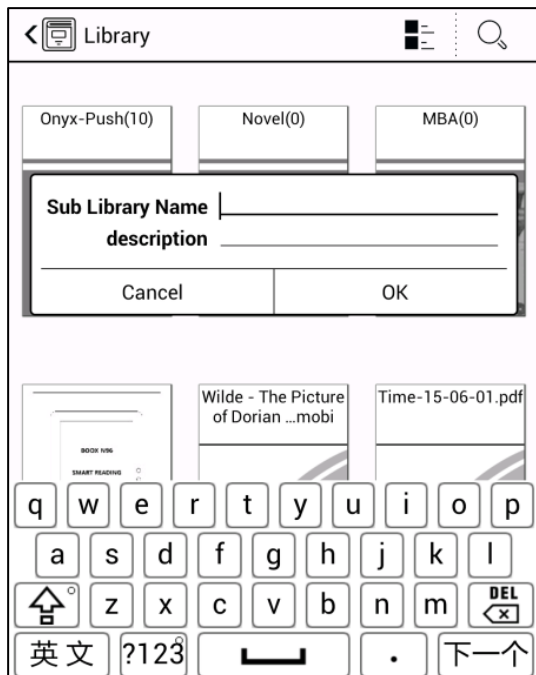 Library
Onyx-Push(10) Novel(0) MBA(0)
Sub Library Name
description
Cancel OK
Wilde - The Picture Time-15-06-01.pdf
of Dorian ...mobi
BOOX N96
SMART READING
q w e r t y u i o p
a s d f g h j k l
z x c v b n m DEL
英文 ?123 . 下一个